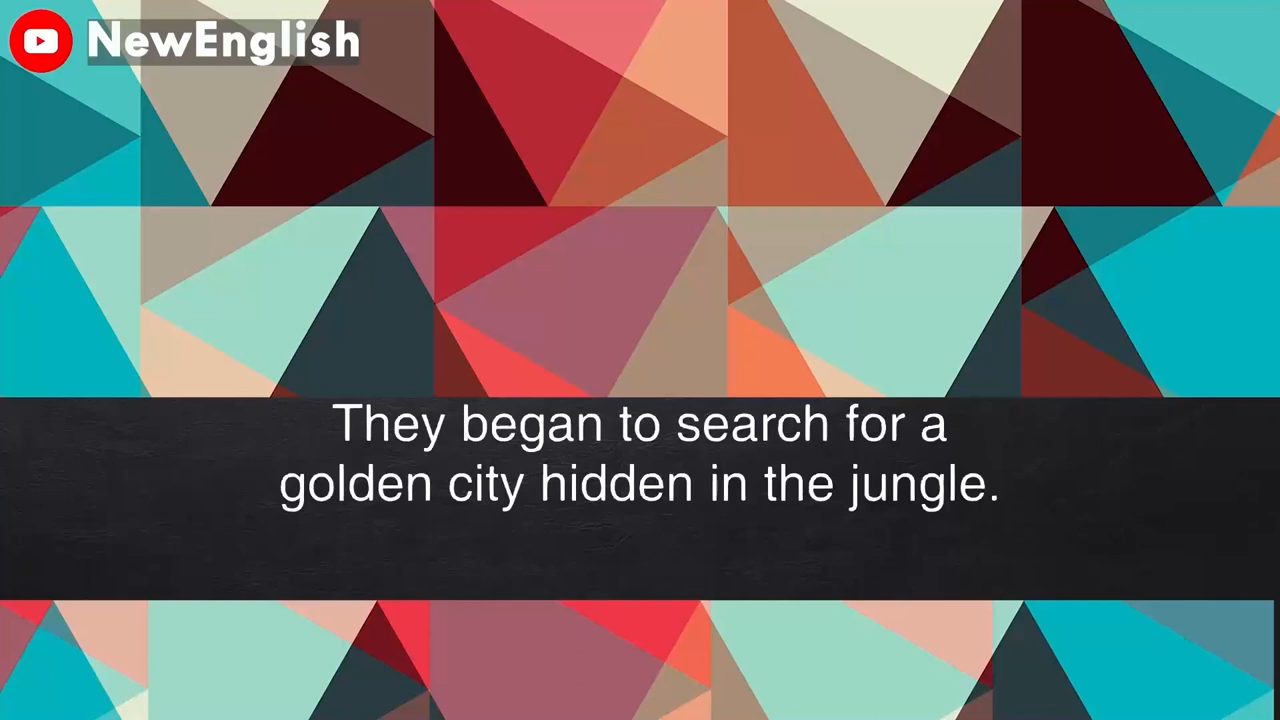 NewEnglish
They began to search for a
golden city hidden in the jungle.